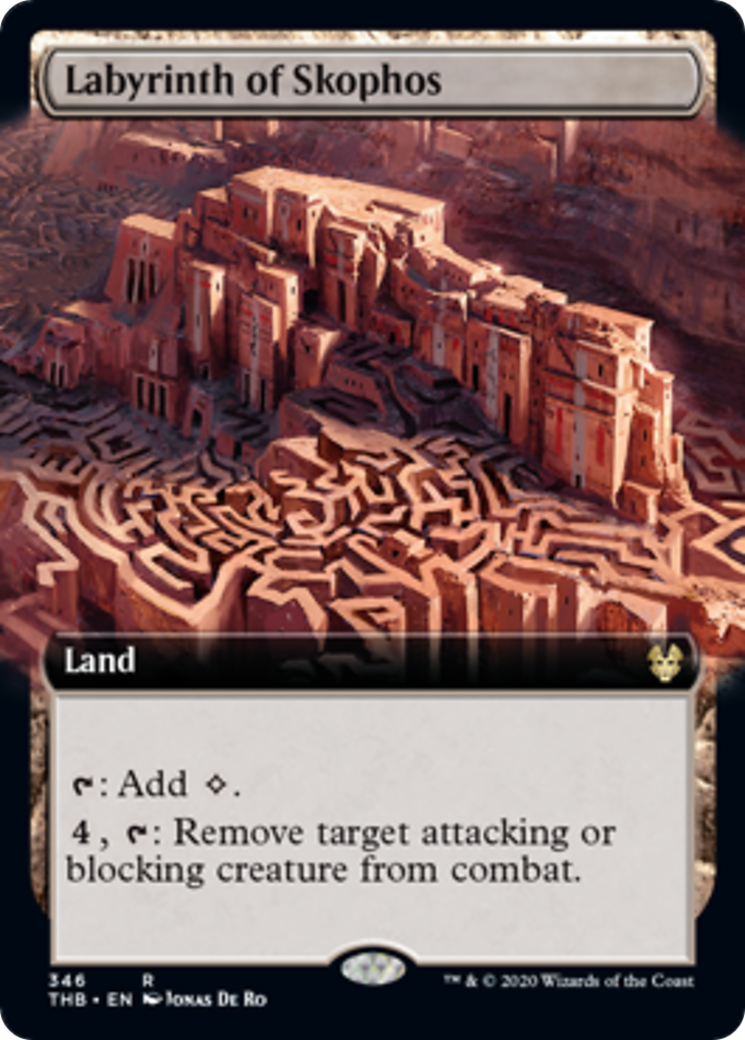 Labyrinth of Skophos
Land
: Add .
4 , : Remove target attacking or
blocking creature from combat.
346 R
THB • EN Jonas De Ro
™ & © 2020 Wizards of the Coast